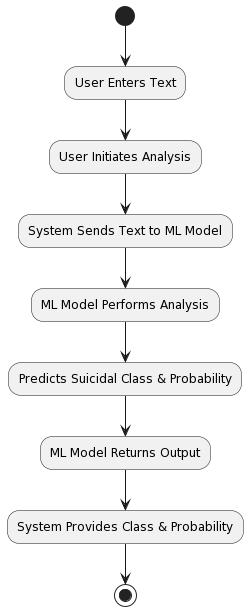 User Enters Text
User Initiates Analysis
System Sends Text to ML Model
ML Model Performs Analysis
Predicts Suicidal Class & Probability
ML Model Returns Output
System Provides Class & Probability